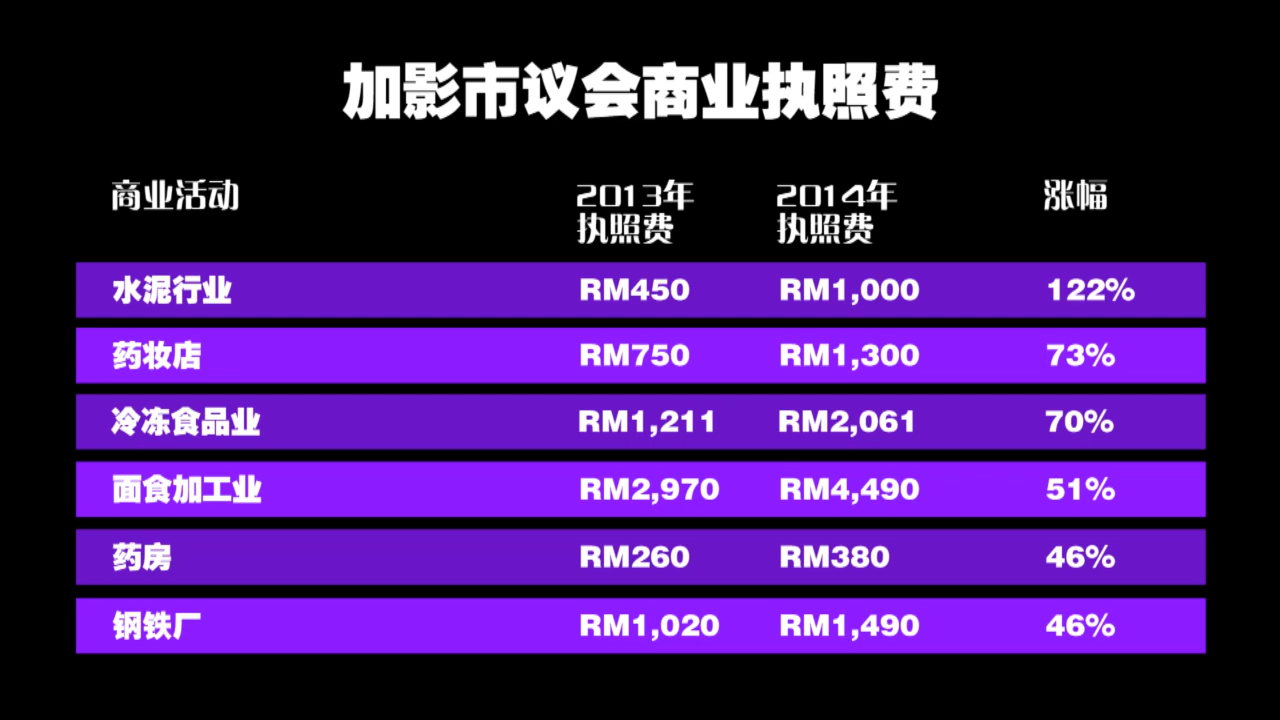 加影市议会商业执照费
商业活动 2013年 2014年 涨幅
执照费 执照费
水泥行业 RM450 RM1,000 122%
药妆店 RM750 RM1,300 73%
冷冻食品业 RM1,211 RM2,061 70%
面食加工业 RM2,970 RM4,490 51%
药房 RM260 RM380 46%
钢铁厂 RM1,020 RM1,490 46%